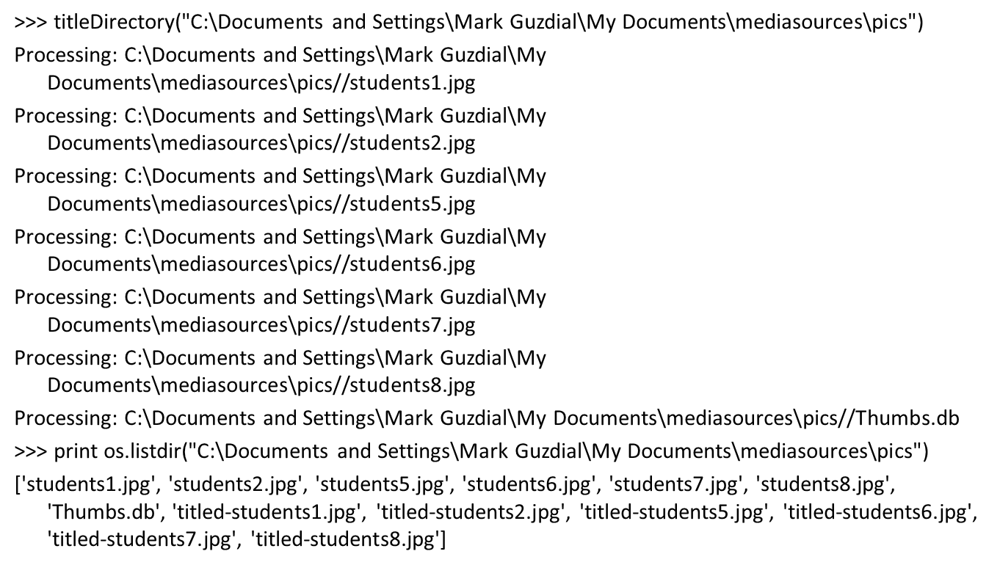 >>> titleDirectory("C:\Documents and Settings\Mark Guzdial\My Documents\mediasources\pics")
Processing: C:\Documents and Settings\Mark Guzdial\My
Documents\mediasources\pics//students1.jpg
Processing: C:\Documents and Settings\Mark Guzdial\My
Documents\mediasources\pics//students2.jpg
Processing: C:\Documents and Settings\Mark Guzdial\My
Documents\mediasources\pics//students5.jpg
Processing: C:\Documents and Settings\Mark Guzdial\My
Documents\mediasources\pics//students6.jpg
Processing: C:\Documents and Settings\Mark Guzdial\My
Documents\mediasources\pics//students7.jpg
Processing: C:\Documents and Settings\Mark Guzdial\My
Documents\mediasources\pics//students8.jpg
Processing: C:\Documents and Settings\Mark Guzdial\My Documents\mediasources\pics//Thumbs.db
>>> print os.listdir("C:\Documents and Settings\Mark Guzdial\My Documents\mediasources\pics")
['students1.jpg', 'students2.jpg', 'students5.jpg', 'students6.jpg', 'students7.jpg', 'students8.jpg',
'Thumbs.db', 'titled-students1.jpg', 'titled-students2.jpg', 'titled-students5.jpg', 'titled-students6.jpg',
'titled-students7.jpg', 'titled-students8.jpg']